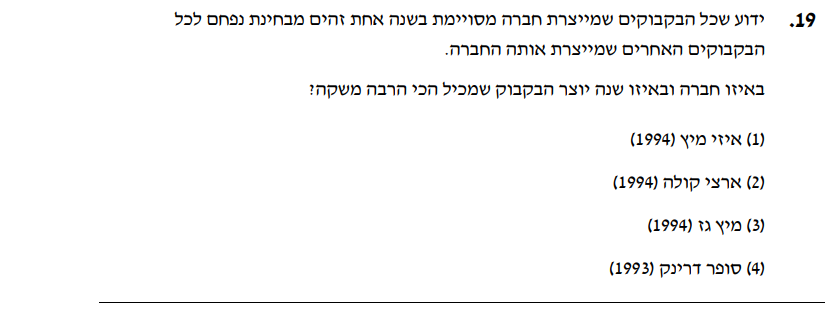 19. ידוע שכל הבקבוקים שמייצרת חברה מסויימת בשנה אחת זהים מבחינת נפחם לכל
הבקבוקים האחרים שמייצרת אותה החברה.
באיזו חברה ובאיזו שנה יוצר הבקבוק שמכיל הכי הרבה משקה?
(1) איזי מיץ (1994)
(2) ארצי קולה (1994)
(3) מיץ גז (1994)
(4) סופר דרינק (1993)